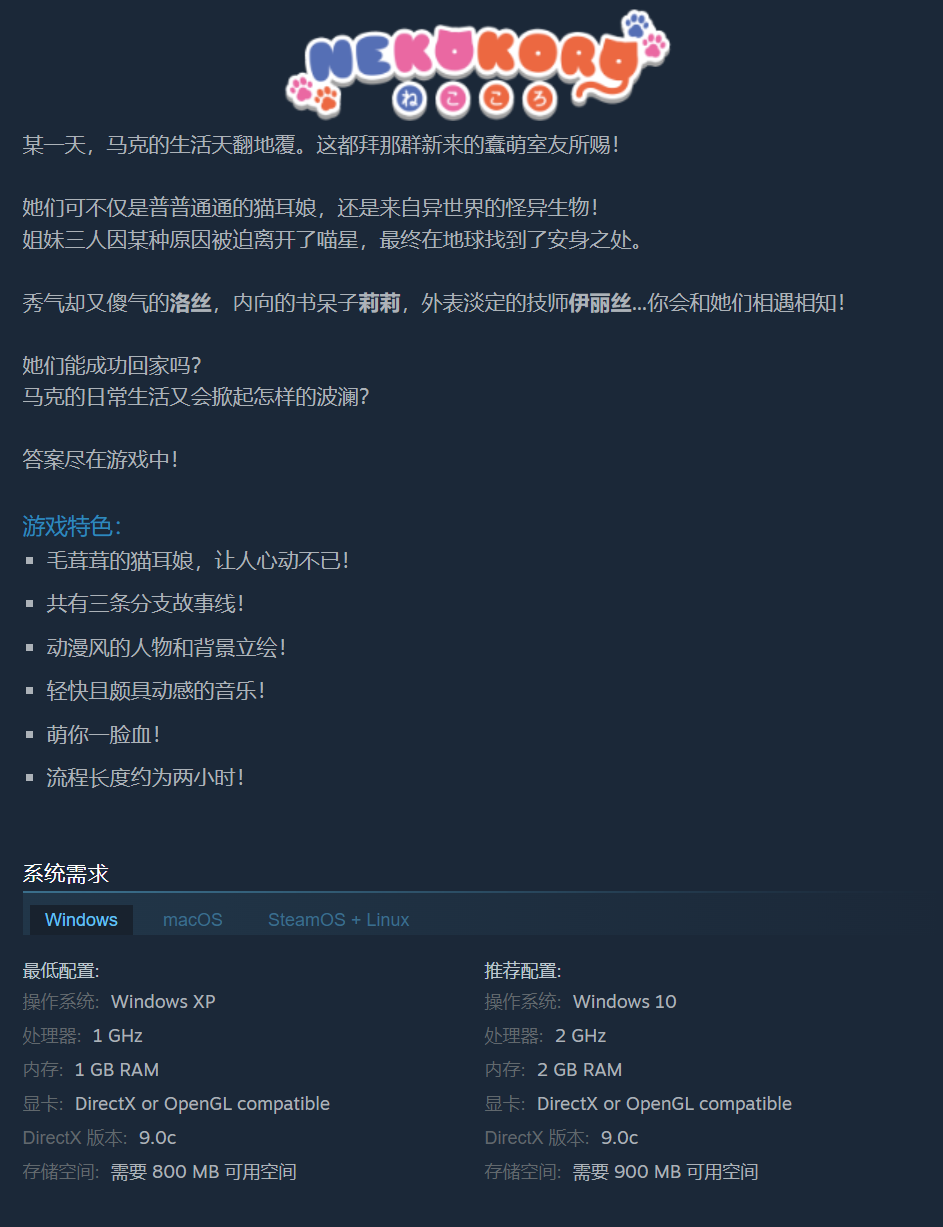 NEKOKORO
ねこころ
某一天，马克的生活天翻地覆。这都拜那群新来的蠢萌室友所赐！
她们可不仅是普普通通的猫耳娘，还是来自异世界的怪异生物！
姐妹三人因某种原因被迫离开了喵星，最终在地球找到了安身之处。
秀气却又傻气的洛丝，内向的书呆子莉莉，外表淡定的技师伊丽丝...你会和她们相遇相知！
她们能成功回家吗？
马克的日常生活又会掀起怎样的波澜？
答案尽在游戏中！
游戏特色：
毛茸茸的猫耳娘，让人心动不已！
共有三条分支故事线！
动漫风的人物和背景立绘！
轻快且颇具动感的音乐！
萌你一脸血！
流程长度约为两小时！
系统需求
Windows macOS SteamOS + Linux
最低配置:
操作系统: Windows XP
处理器: 1 GHz
内存: 1 GB RAM
显卡: DirectX or OpenGL compatible
DirectX 版本: 9.0c
存储空间: 需要 800 MB 可用空间
推荐配置:
操作系统: Windows 10
处理器: 2 GHz
内存: 2 GB RAM
显卡: DirectX or OpenGL compatible
DirectX 版本: 9.0c
存储空间: 需要 900 MB 可用空间